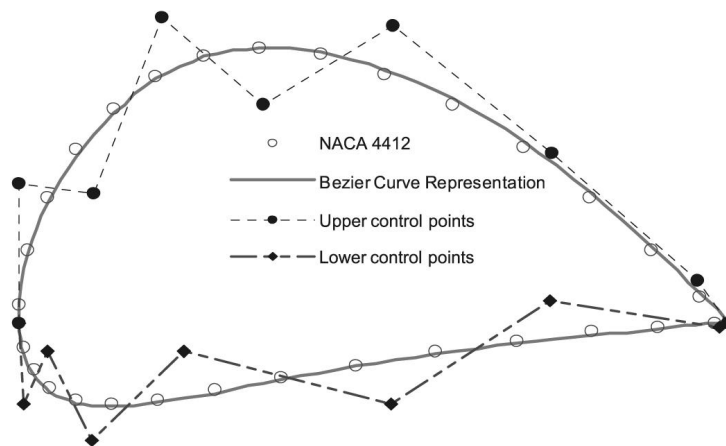 NACA 4412
Bezier Curve Representation
Upper control points
Lower control points